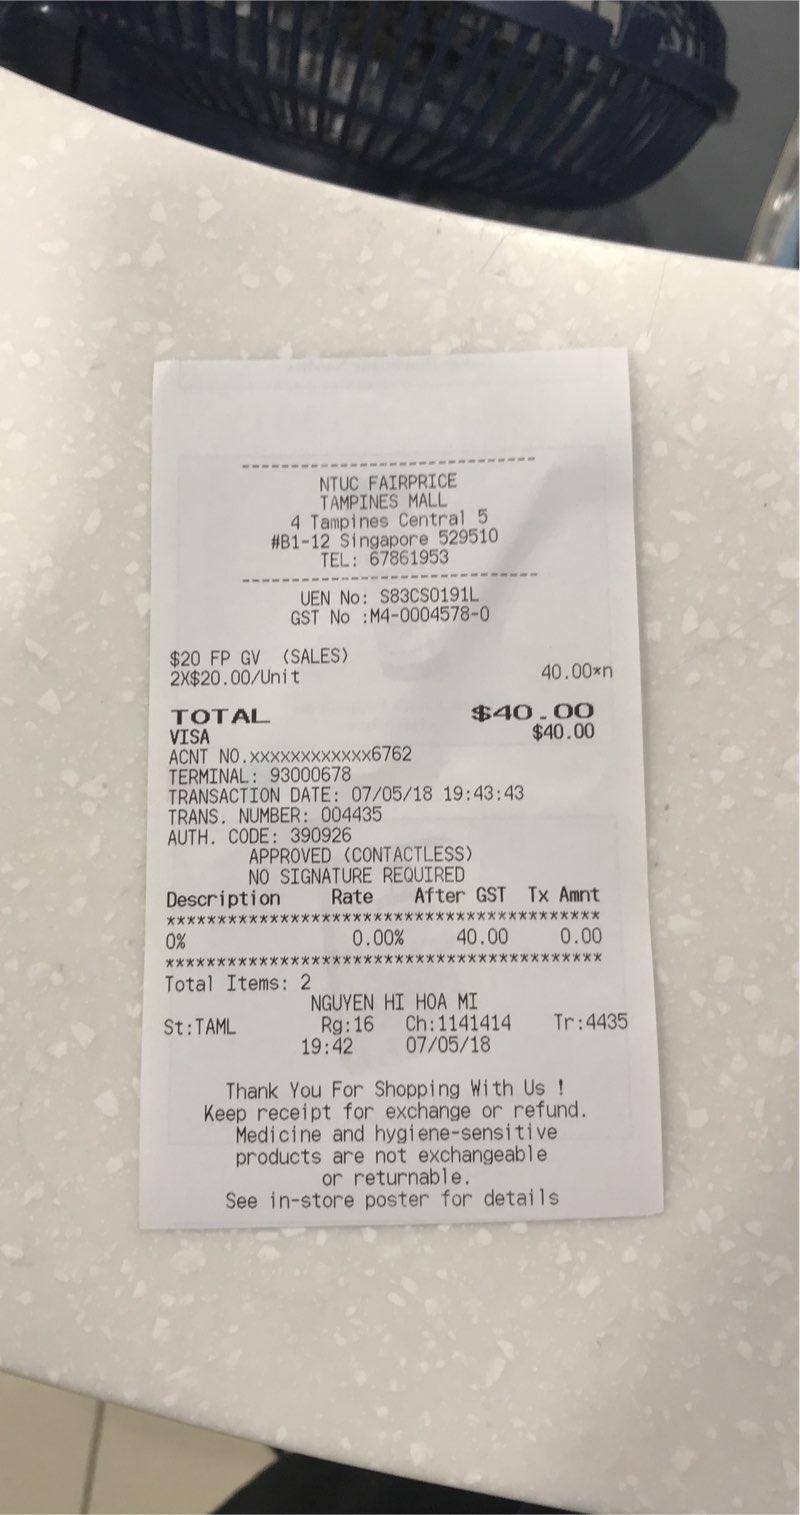 --------------------------------
NTUC FAIRPRICE
TAMPINES MALL
4 Tampines Central 5
#B1-12 Singapore 529510
TEL: 67861953
--------------------------------
UEN No: S83CS0191L
GST No :M4-0004578-0
$20 FP GV (SALES)
2X$20.00/Unit 40.00*n
TOTAL $40.00
VISA $40.00
ACNT NO.xxxxxxxxxxxx6762
TERMINAL: 93000678
TRANSACTION DATE: 07/05/18 19:43:43
TRANS. NUMBER: 004435
AUTH. CODE: 390926
APPROVED (CONTACTLESS)
NO SIGNATURE REQUIRED
Description Rate After GST Tx Amnt
******************************************
0% 0.00% 40.00 0.00
******************************************
Total Items: 2
NGUYEN HI HOA MI
St:TAML Rg:16 Ch:1141414 Tr:4435
19:42 07/05/18
Thank You For Shopping With Us !
Keep receipt for exchange or refund.
Medicine and hygiene-sensitive
products are not exchangeable
or returnable.
See in-store poster for details